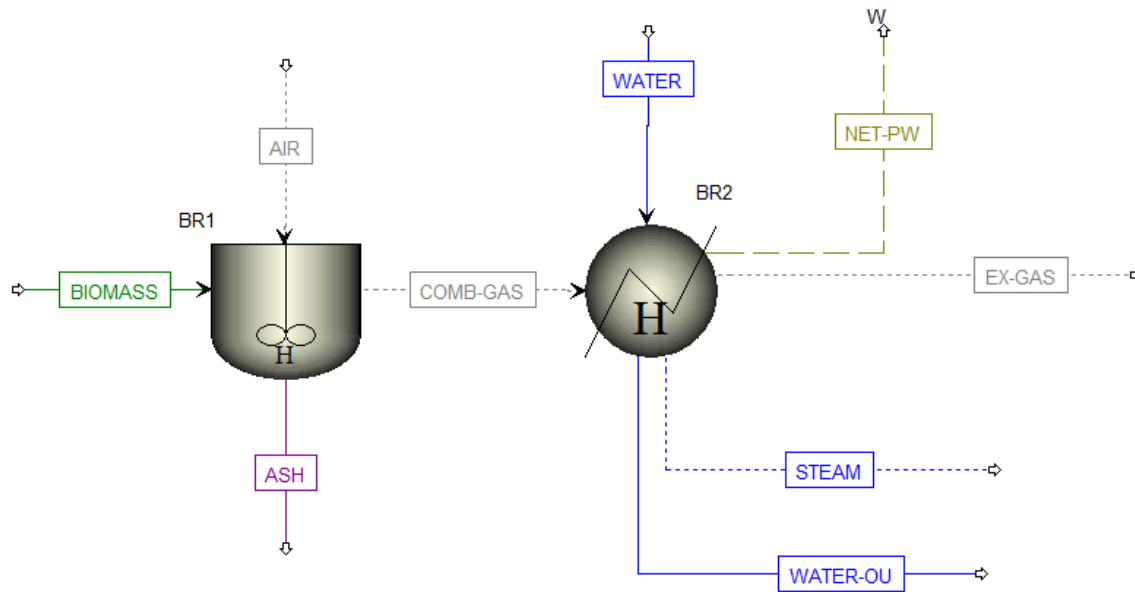 W
WATER
AIR
NET-PW
BR1
BR2
BIOMASS
COMB-GAS
EX-GAS
H
H
ASH
STEAM
WATER-OU